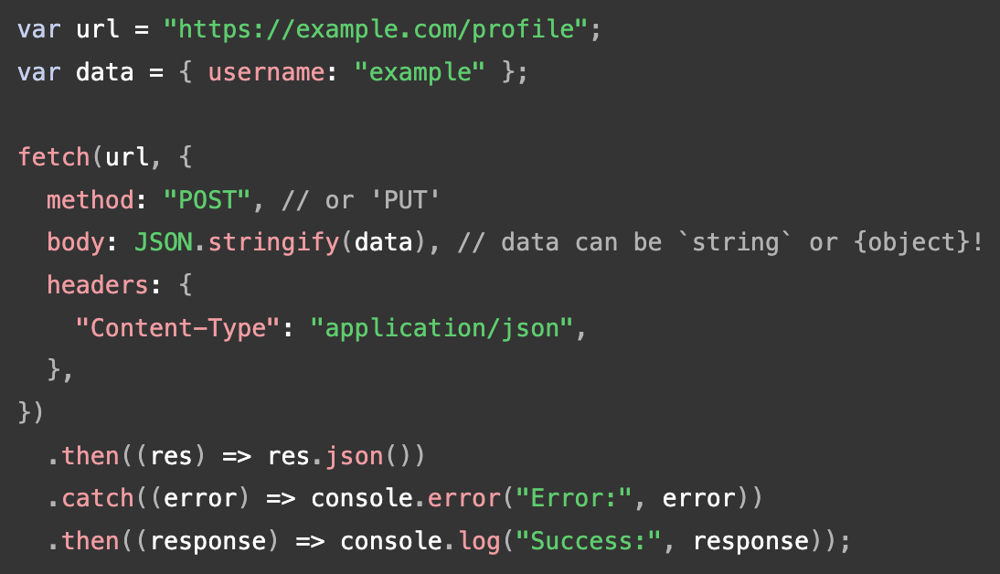 var url = "https://example.com/profile";
var data = { username: "example" };

fetch(url, {
  method: "POST", // or 'PUT'
  body: JSON.stringify(data), // data can be `string` or {object}!
  headers: {
    "Content-Type": "application/json",
  },
})
  .then((res) => res.json())
  .catch((error) => console.error("Error:", error))
  .then((response) => console.log("Success:", response));